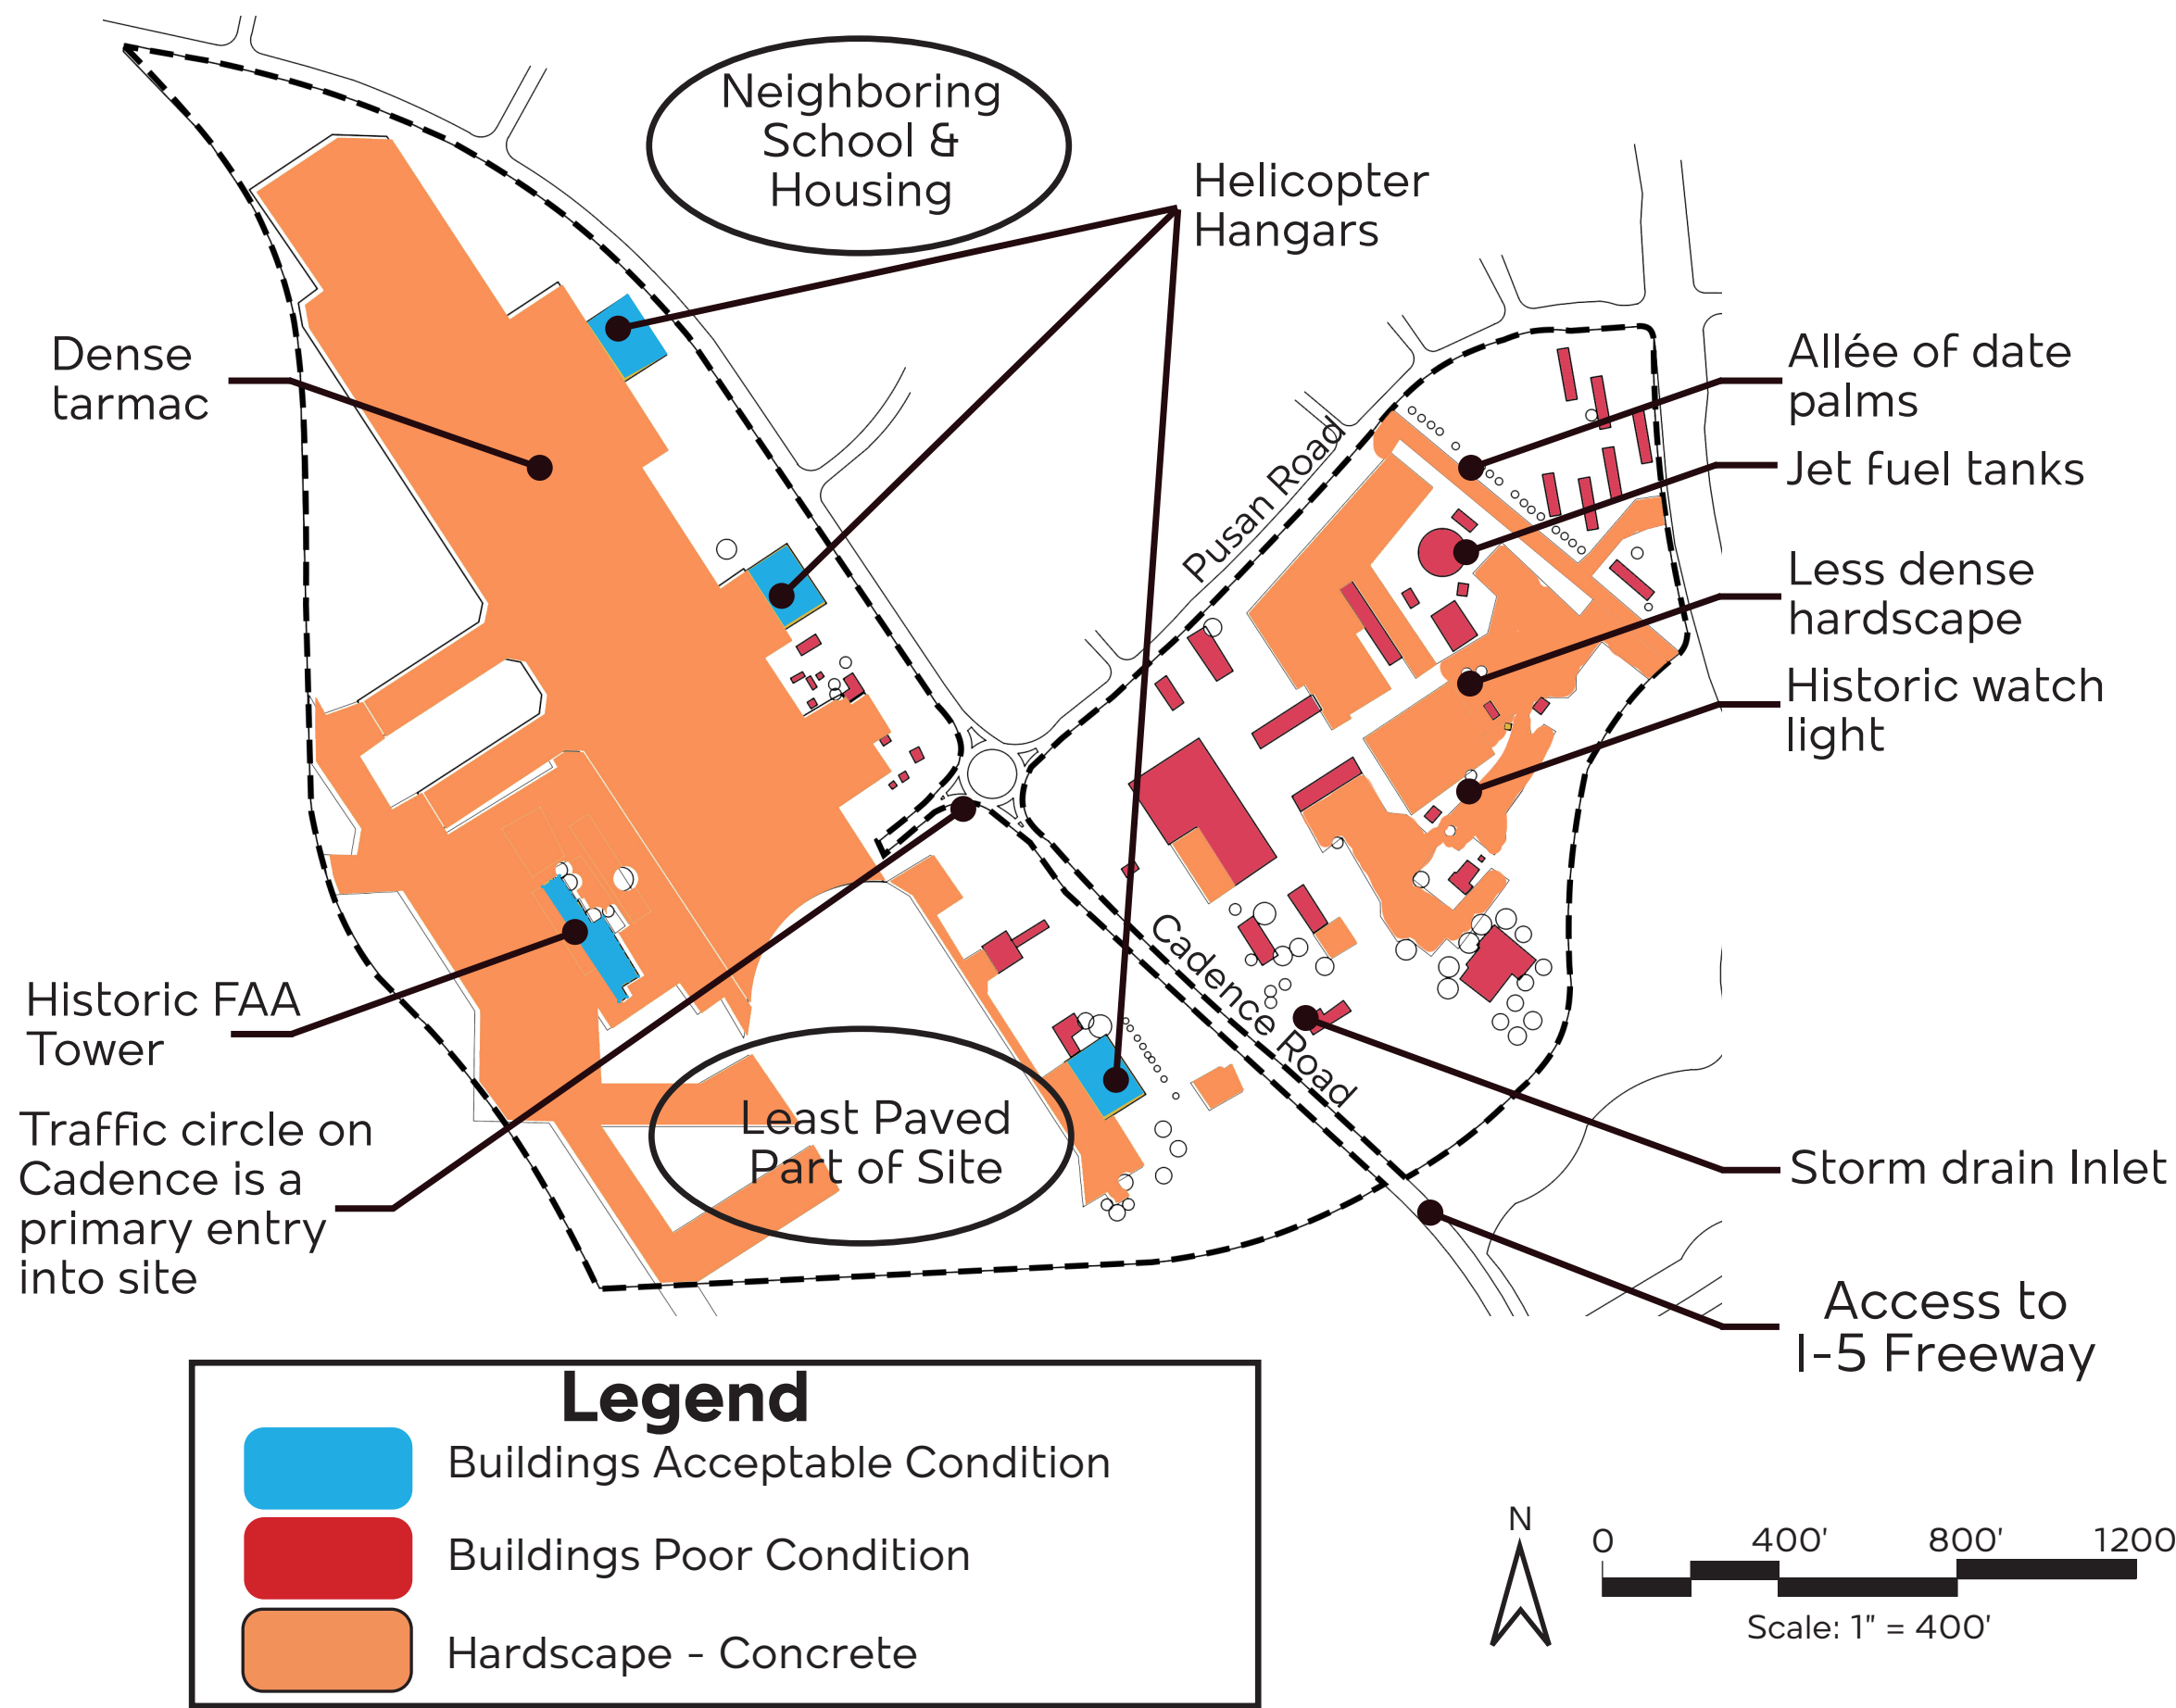 Neighboring
School &
Housing
Helicopter
Hangars
Dense
tarmac
Allée of date
palms
Jet fuel tanks
Pusan Road
Less dense
hardscape
Historic watch
light
Cadence Road
Historic FAA
Tower
Traffic circle on
Cadence is a
primary entry
into site
Least Paved
Part of Site
Storm drain Inlet
Access to
I-5 Freeway
Legend
Buildings Acceptable Condition
Buildings Poor Condition
Hardscape - Concrete
N
0 400' 800' 1200
Scale: 1" = 400'